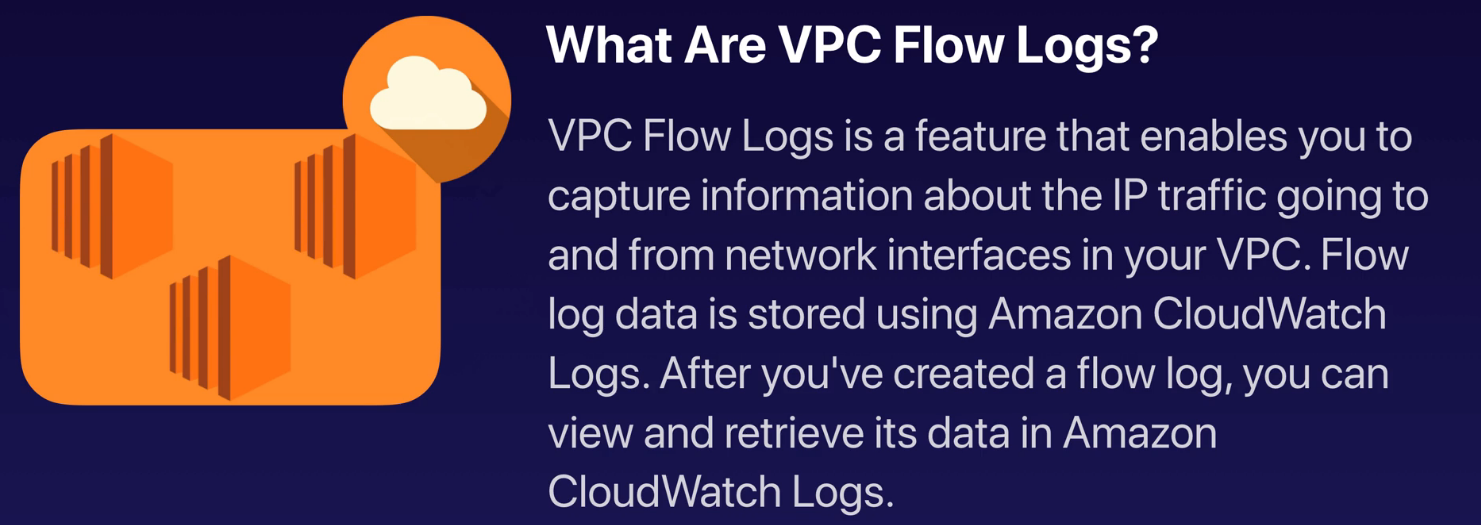 What Are VPC Flow Logs?
VPC Flow Logs is a feature that enables you to
capture information about the IP traffic going to
and from network interfaces in your VPC. Flow
log data is stored using Amazon CloudWatch
Logs. After you've created a flow log, you can
view and retrieve its data in Amazon
CloudWatch Logs.